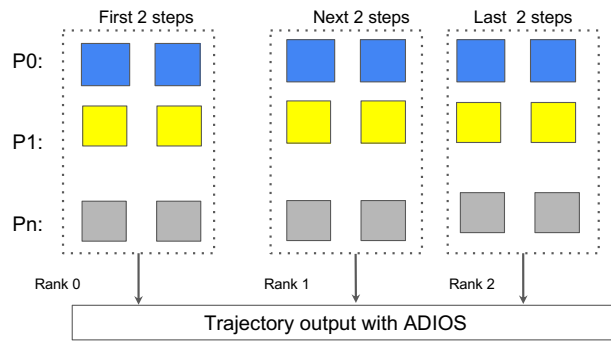 First 2 steps Next 2 steps Last 2 steps
P0:
P1:
Pn:
Rank 0 Rank 1 Rank 2
Trajectory output with ADIOS